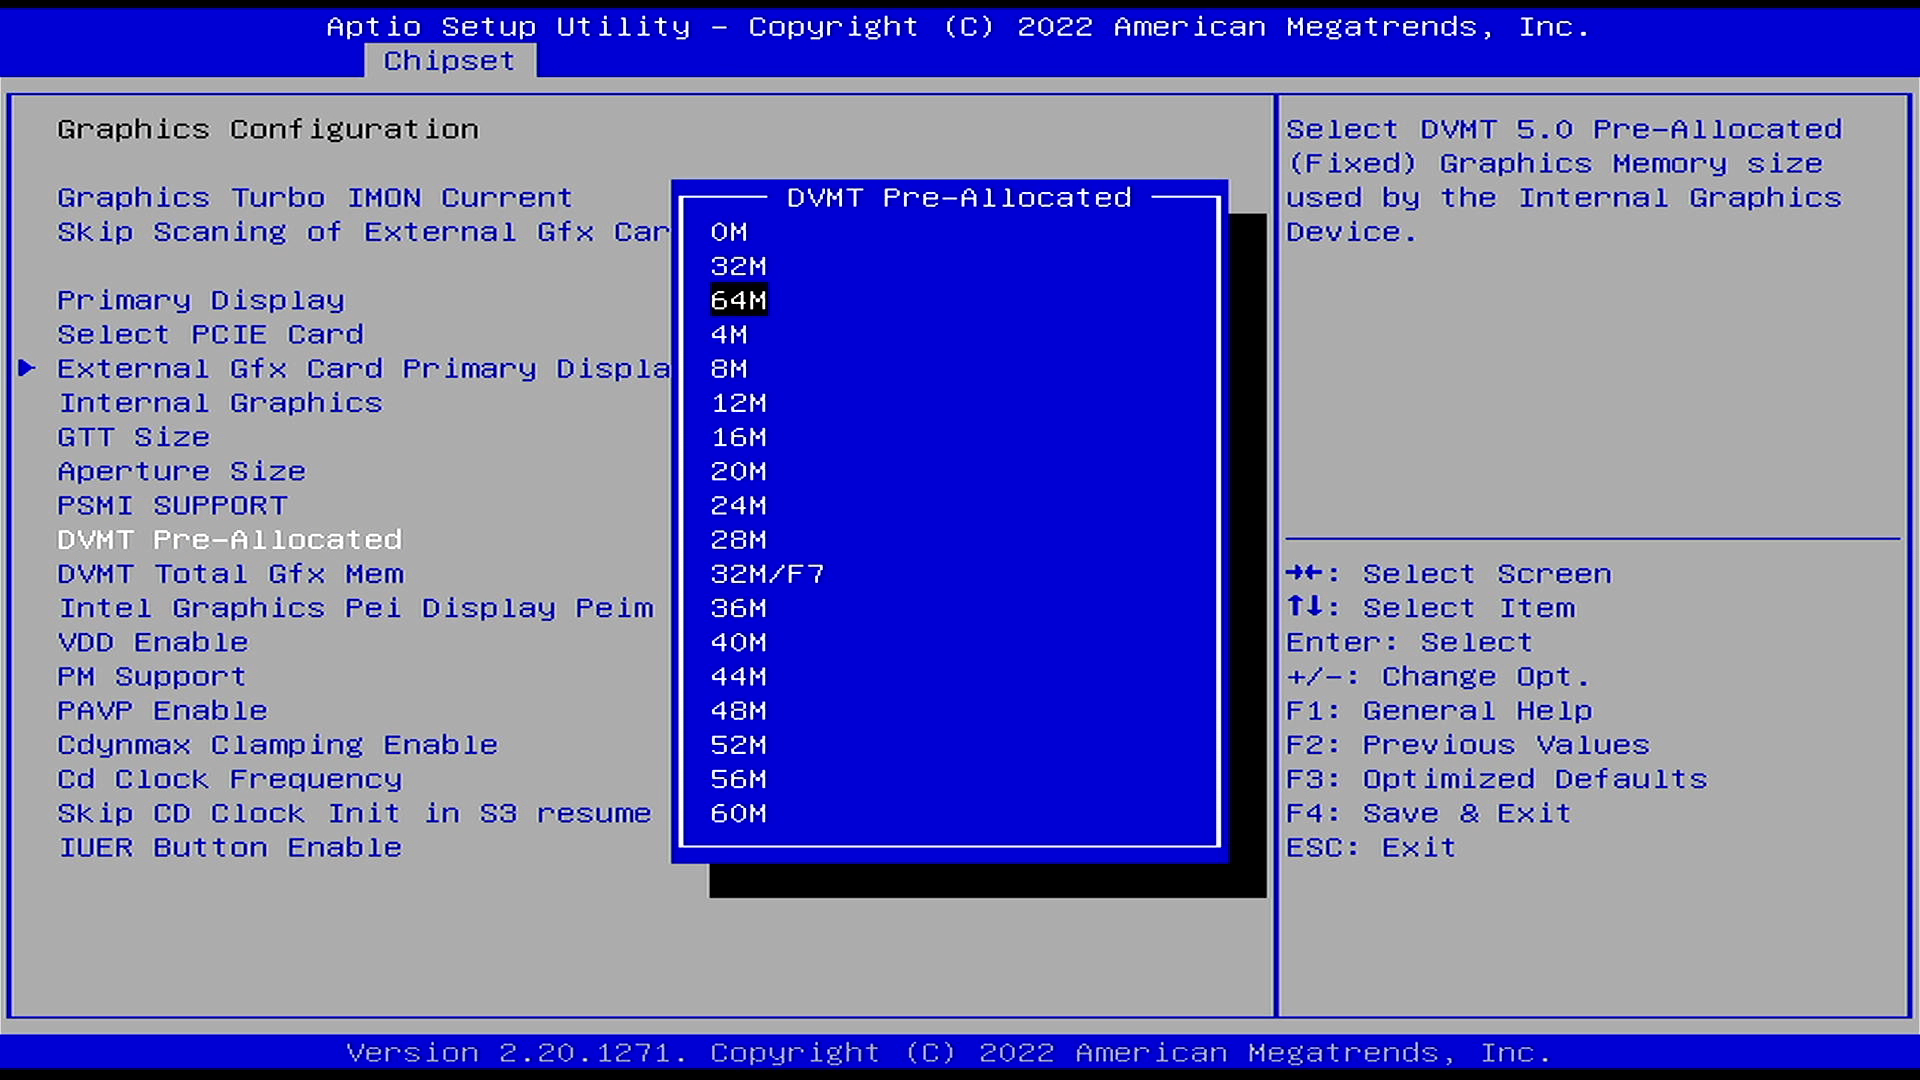 Aptio Setup Utility – Copyright (C) 2022 American Megatrends, Inc.
Chipset
Graphics Configuration
Graphics Turbo IMON Current
Skip Scaning of External Gfx Car
Primary Display
Select PCIE Card
External Gfx Card Primary Displa
Internal Graphics
GTT Size
Aperture Size
PSMI SUPPORT
DVMT Pre-Allocated
DVMT Total Gfx Mem
Intel Graphics Pei Display Peim
VDD Enable
PM Support
PAVP Enable
Cdynmax Clamping Enable
Cd Clock Frequency
Skip CD Clock Init in S3 resume
IUER Button Enable
DVMT Pre-Allocated
0M
32M
64M
4M
8M
12M
16M
20M
24M
28M
32M/F7
36M
40M
44M
48M
52M
56M
60M
Select DVMT 5.0 Pre-Allocated
(Fixed) Graphics Memory size
used by the Internal Graphics
Device.
→←: Select Screen
↑↓: Select Item
Enter: Select
+/-: Change Opt.
F1: General Help
F2: Previous Values
F3: Optimized Defaults
F4: Save & Exit
ESC: Exit
Version 2.20.1271. Copyright (C) 2022 American Megatrends, Inc.